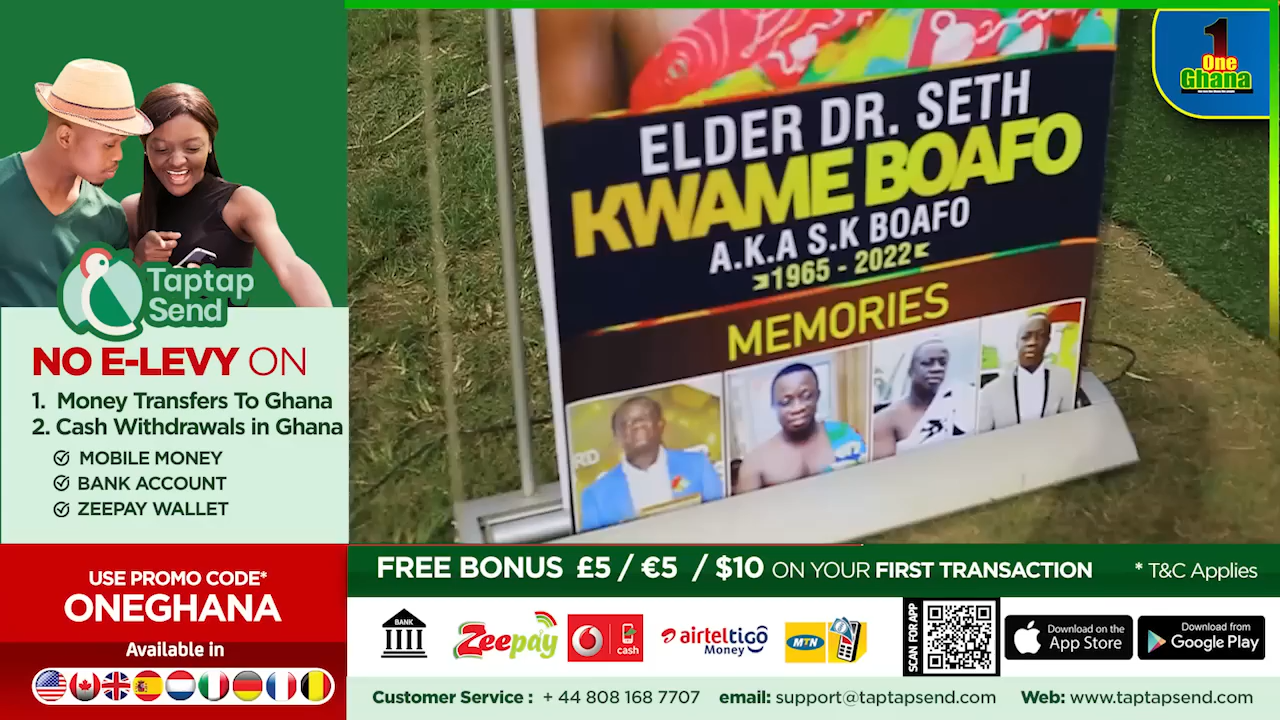 Taptap
Send
NO E-LEVY ON
1. Money Transfers To Ghana
2. Cash Withdrawals in Ghana
MOBILE MONEY
BANK ACCOUNT
ZEEPAY WALLET
USE PROMO CODE*
ONEGHANA
Available in
1
One
Ghana
ELDER DR. SETH
KWAME BOAFO
A.K.A S.K BOAFO
1965 - 2022
MEMORIES
RD
FREE BONUS £5 / €5 / $10 ON YOUR FIRST TRANSACTION * T&C Applies
BANK
Zeepay
cash
airteltigo
Money
MTN
SCAN FOR APP
Download on the
App Store
Download from
Google Play
Customer Service : + 44 808 168 7707 email: support@taptapsend.com Web: www.taptapsend.com